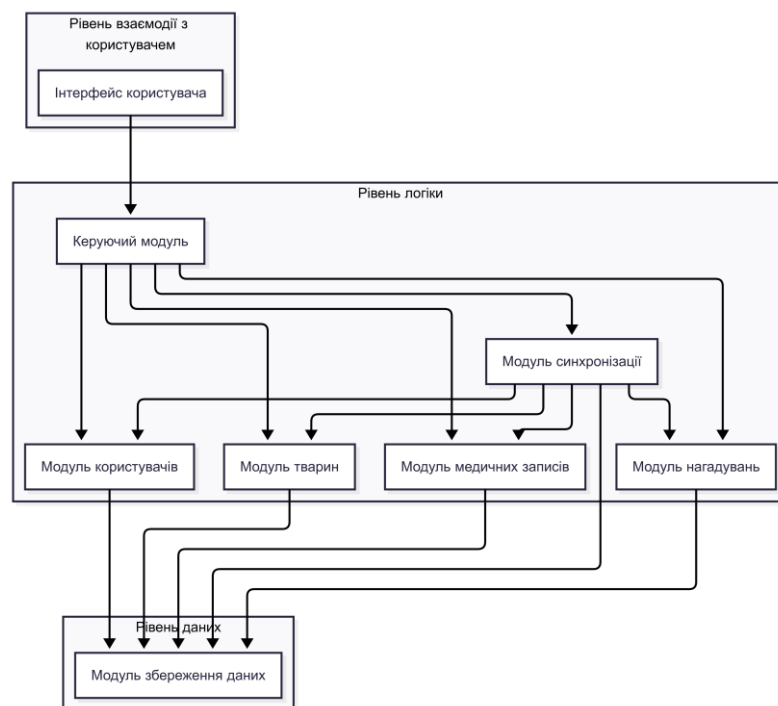 Рівень взаємодії з
користувачем
Інтерфейс користувача
Рівень логіки
Керуючий модуль
Модуль синхронізації
Модуль користувачів
Модуль тварин
Модуль медичних записів
Модуль нагадувань
Рівень даних
Модуль збереження даних